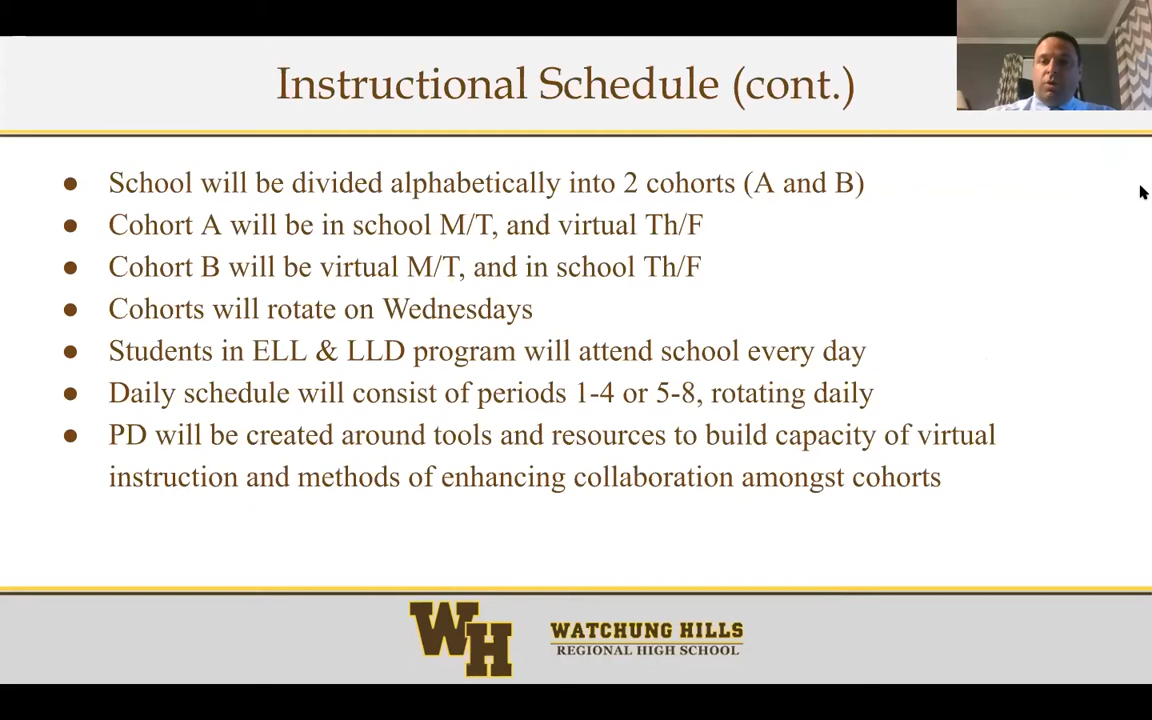 Instructional Schedule (cont.)
● School will be divided alphabetically into 2 cohorts (A and B)
● Cohort A will be in school M/T, and virtual Th/F
● Cohort B will be virtual M/T, and in school Th/F
● Cohorts will rotate on Wednesdays
● Students in ELL & LLD program will attend school every day
● Daily schedule will consist of periods 1-4 or 5-8, rotating daily
● PD will be created around tools and resources to build capacity of virtual
instruction and methods of enhancing collaboration amongst cohorts
WH
WATCHUNG HILLS
REGIONAL HIGH SCHOOL